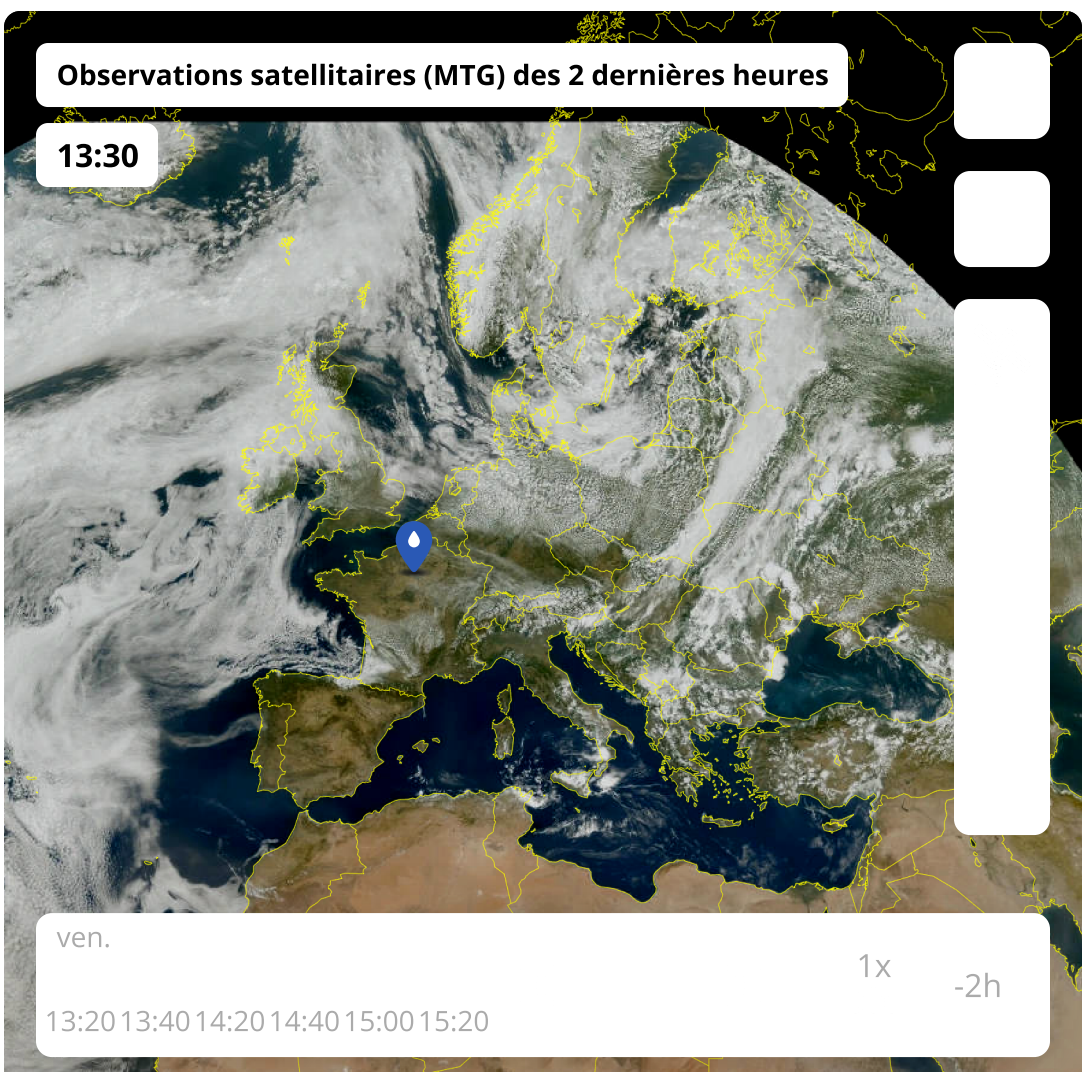 Observations satellitaires (MTG) des 2 dernières heures
13:30
ven.
1x
-2h
13:20 13:40 14:20 14:40 15:00 15:20